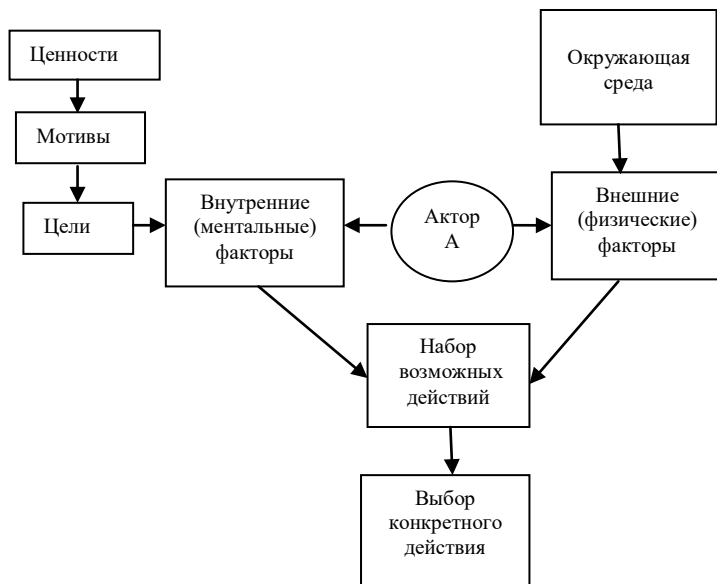 Ценности
Мотивы
Цели
Внутренние
(ментальные)
факторы
Актор
А
Окружающая
среда
Внешние
(физические)
факторы
Набор
возможных
действий
Выбор
конкретного
действия